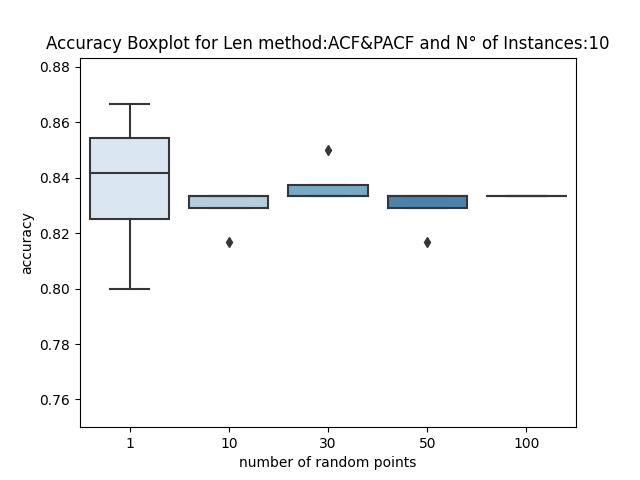 Accuracy Boxplot for Len method:ACF&PACF and N° of Instances:10
0.88
0.86
0.84
0.82
0.80
0.78
0.76
accuracy
1 10 30 50 100
number of random points